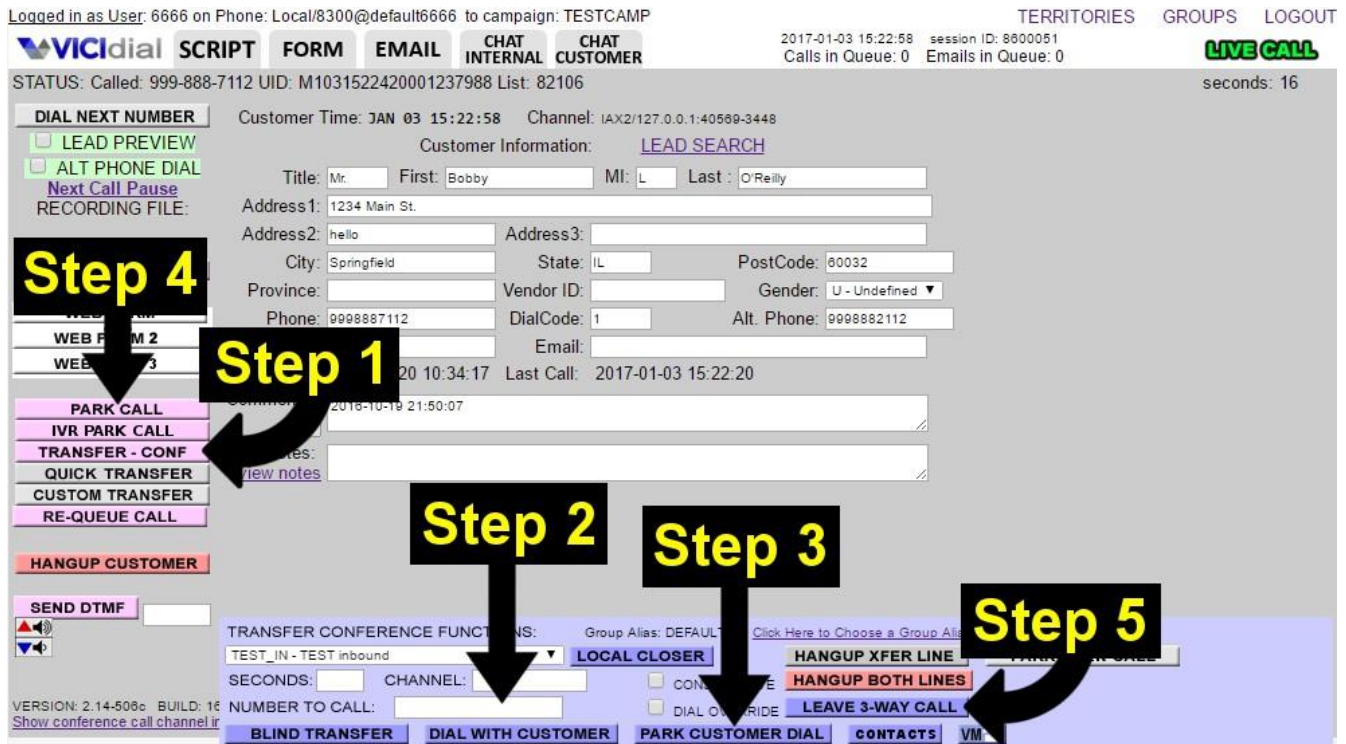 Logged in as User: 6666 on Phone: Local/8300@default6666 to campaign: TESTCAMP TERRITORIES GROUPS LOGOUT
VICIdial SCRIPT FORM EMAIL CHAT INTERNAL CHAT CUSTOMER 2017-01-03 15:22:58 session ID: 8600051 Calls in Queue: 0 Emails in Queue: 0 LIVE CALL
STATUS: Called: 999-888-7112 UID: M1031522420001237988 List: 82106 seconds: 16
DIAL NEXT NUMBER Customer Time: JAN 03 15:22:58 Channel: IAX2/127.0.0.1:40569-3448
LEAD PREVIEW Customer Information: LEAD SEARCH
ALT PHONE DIAL Title: Mr. First: Bobby MI: L Last : O'Reilly
Next Call Pause
RECORDING FILE: Address1: 1234 Main St.
Address2: hello Address3:
Step 4 City: Springfield State: IL PostCode: 60032
Province: Vendor ID: Gender: U - Undefined
Phone: 9998887112 DialCode: 1 Alt. Phone: 9998882112
WEB 2
Step 1 Email:
WEB 3 20 10:34:17 Last Call: 2017-01-03 15:22:20
PARK CALL 2016-10-19 21:50:07
IVR PARK CALL
TRANSFER - CONF
QUICK TRANSFER view notes
CUSTOM TRANSFER
RE-QUEUE CALL
Step 2
Step 3
HANGUP CUSTOMER
SEND DTMF
Step 5
TRANSFER CONFERENCE FUNCTIONS: Group Alias: DEFAULT Click Here to Choose a Group Alias
TEST_IN - TEST inbound LOCAL CLOSER HANGUP XFER LINE
SECONDS: CHANNEL: HANGUP BOTH LINES
NUMBER TO CALL: DIAL OVERRIDE LEAVE 3-WAY CALL
VERSION: 2.14-506c BUILD: 16
Show conference call channel
BLIND TRANSFER DIAL WITH CUSTOMER PARK CUSTOMER DIAL CONTACTS VM